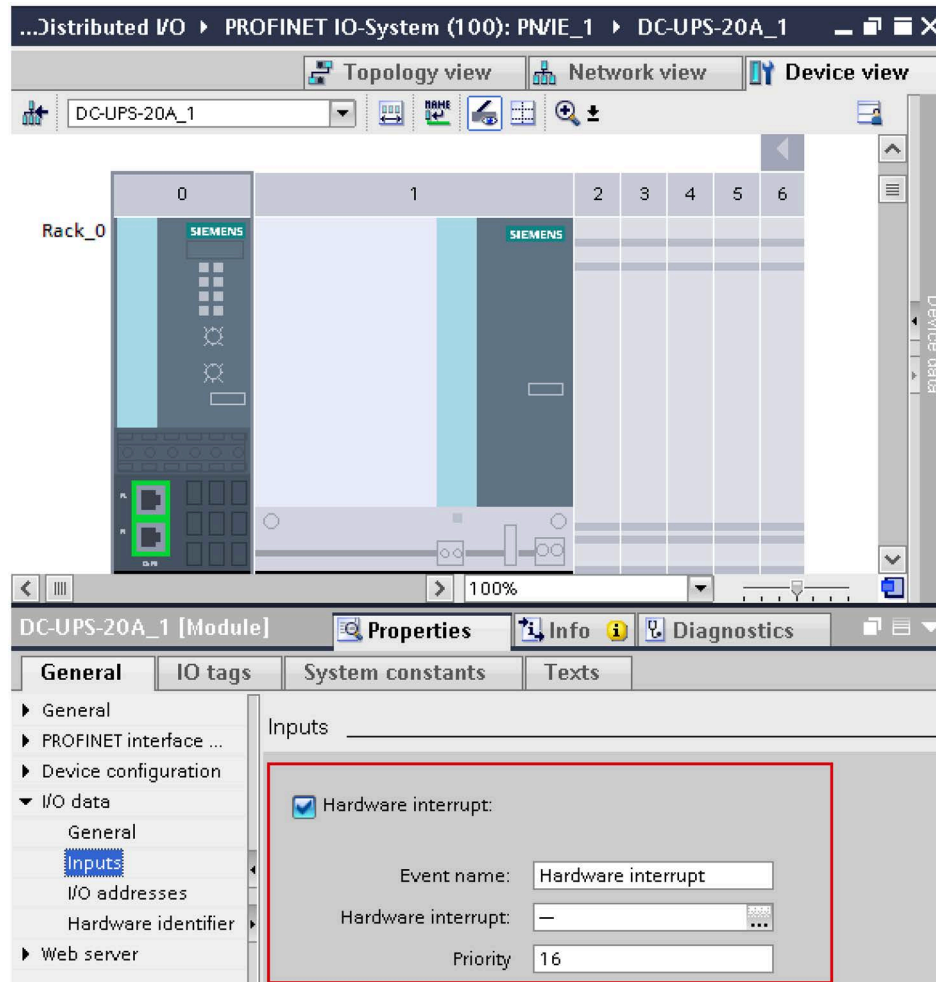 ...Distributed I/O ▸ PROFINET IO-System (100): PN/IE_1 ▸ DC-UPS-20A_1
Topology view Network view Device view
DC-UPS-20A_1 NAME
0 1 2 3 4 5 6
Rack_0 SIEMENS SIEMENS
Device data
100%
DC-UPS-20A_1 [Module] Properties Info Diagnostics
General IO tags System constants Texts
General
PROFINET interface ...
Device configuration
I/O data
General
Inputs
I/O addresses
Hardware identifier
Web server
Inputs
Hardware interrupt:
Event name: Hardware interrupt
Hardware interrupt: — ...
Priority 16